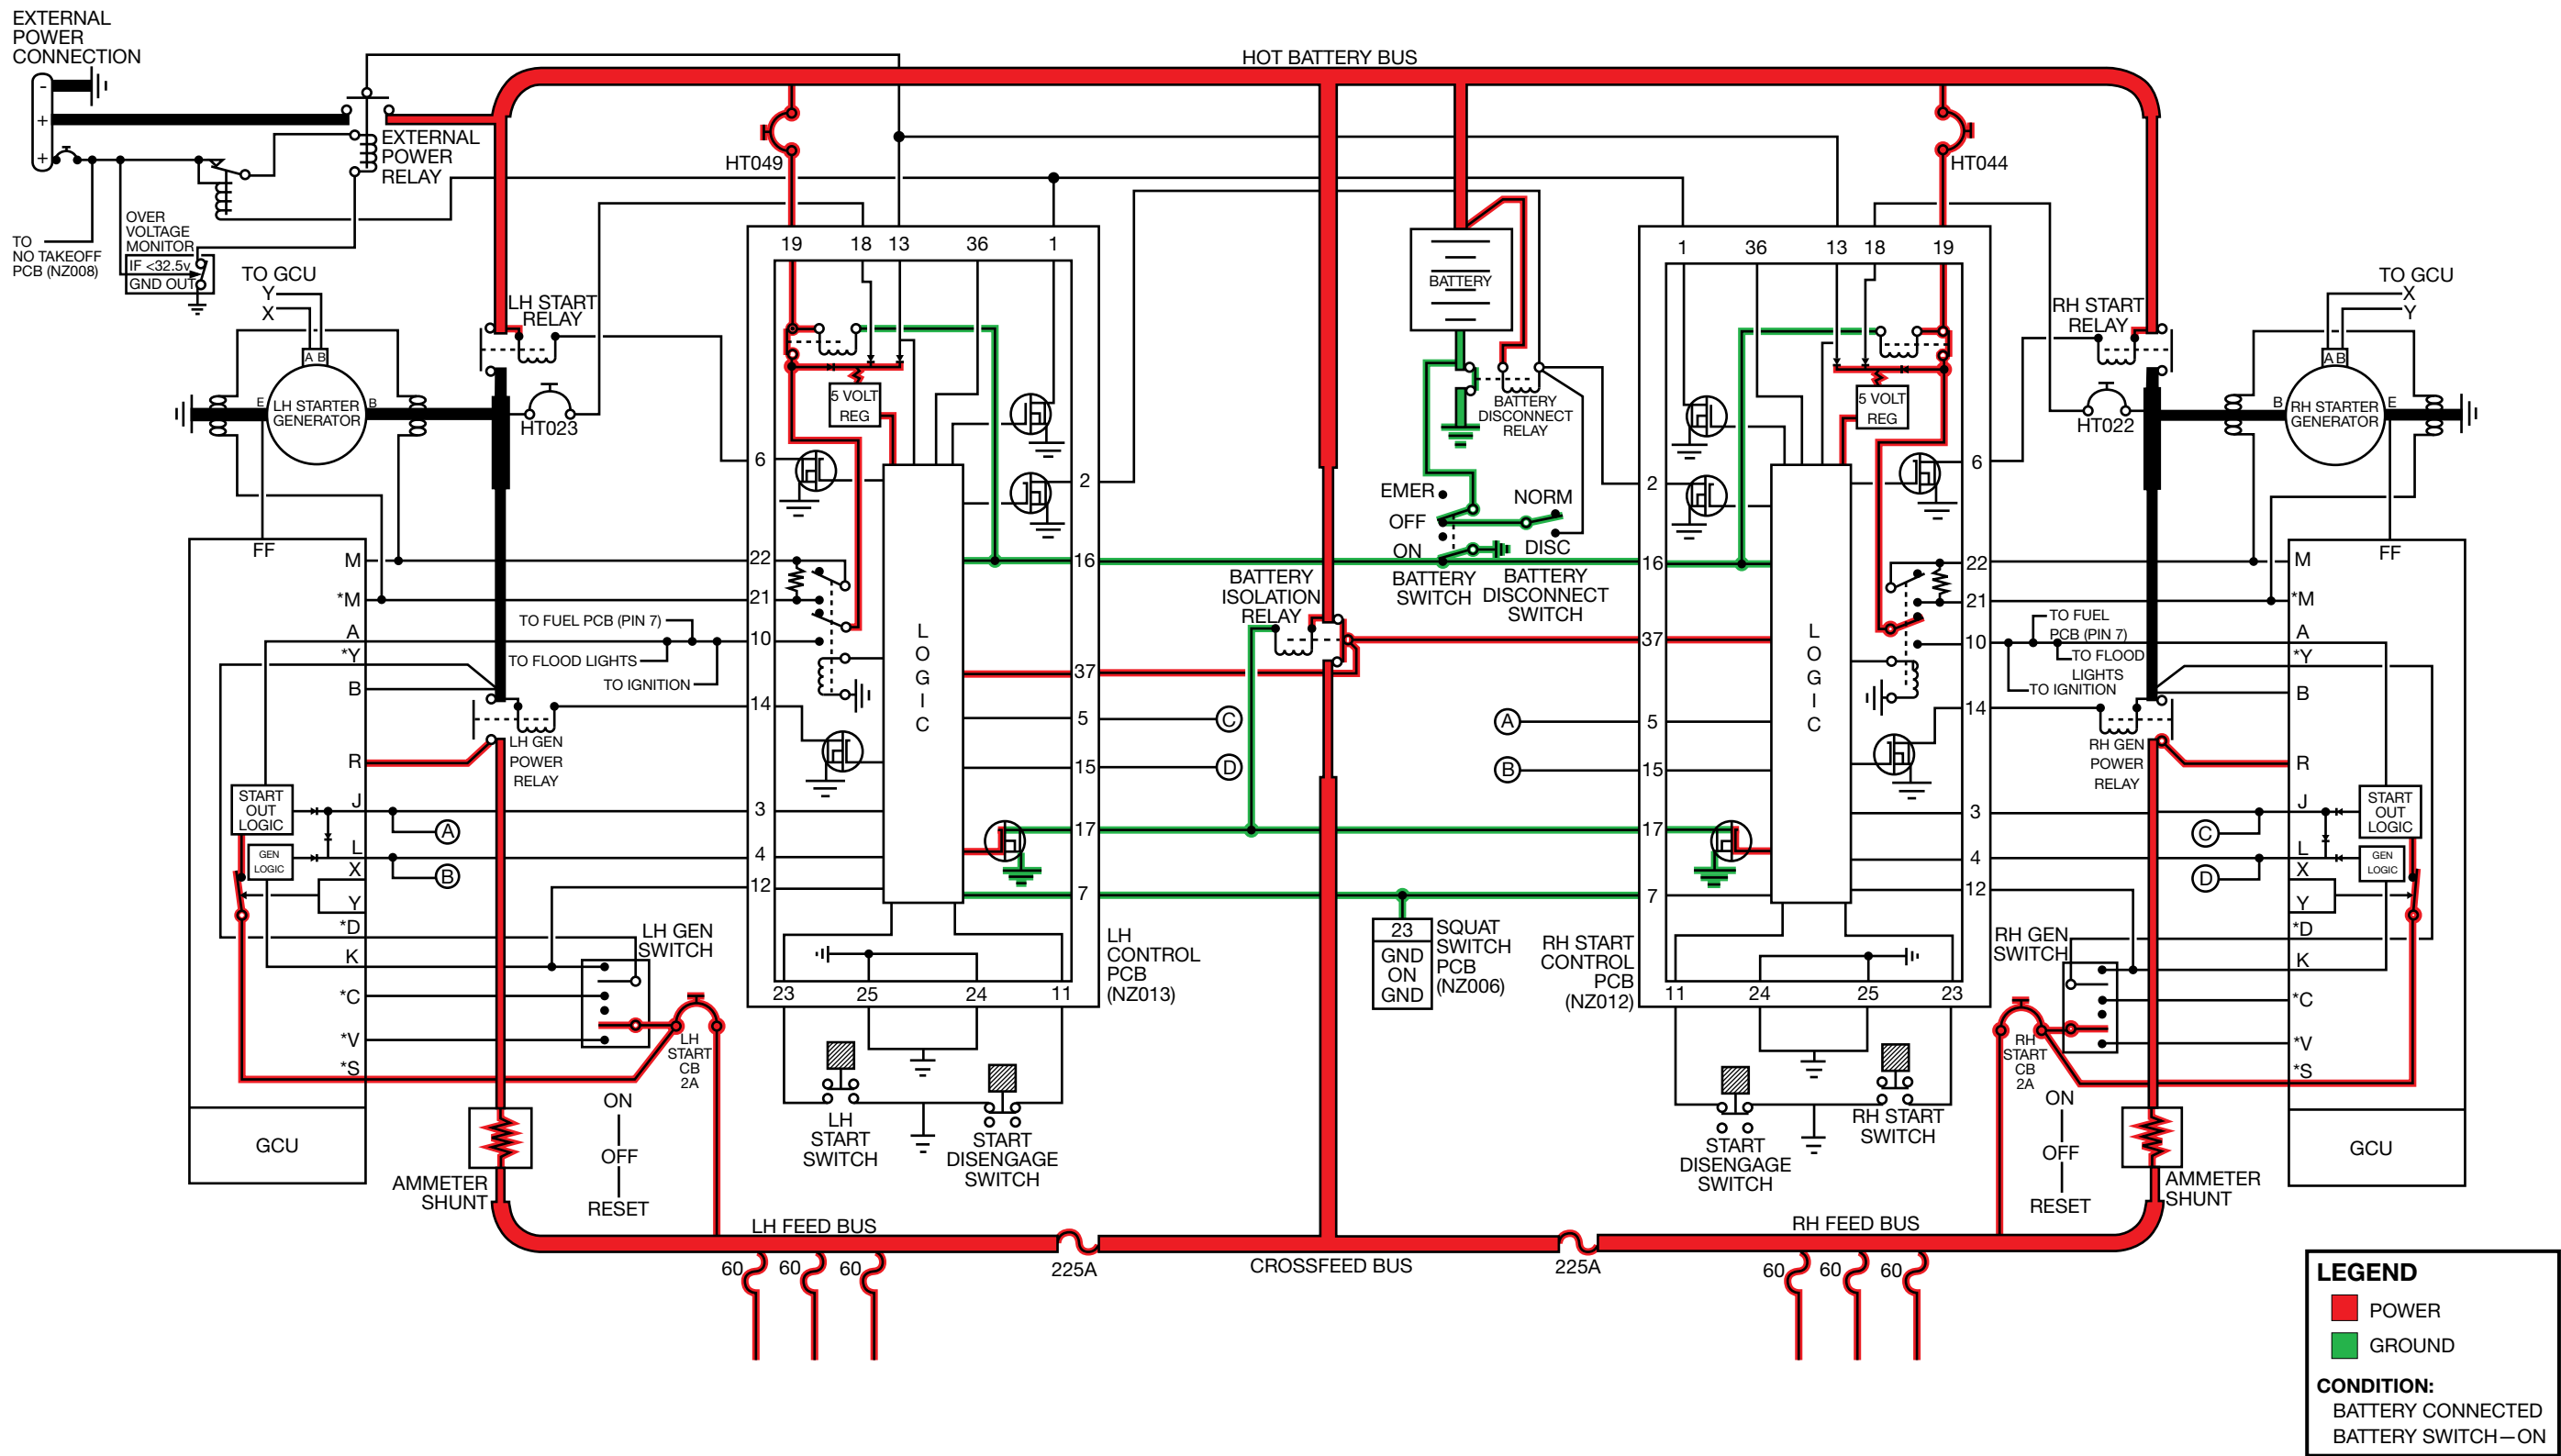 EXTERNAL
POWER
CONNECTION
-
+
+
HOT BATTERY BUS
EXTERNAL
POWER
RELAY
HT049
HT044
TO
NO TAKEOFF
PCB (NZ008)
OVER
VOLTAGE
MONITOR
IF <32.5v
GND OUT
TO GCU
Y
X
A B
E
LH STARTER
GENERATOR
B
LH START
RELAY
HT023
19
18
13
36
1
5 VOLT
REG
6
2
22
16
21
10
37
14
5
15
3
17
4
12
7
LOGIC
23
25
24
11
LH
CONTROL
PCB
(NZ013)
BATTERY
BATTERY
DISCONNECT
RELAY
EMER
OFF
ON
NORM
DISC
BATTERY
SWITCH
BATTERY
DISCONNECT
SWITCH
BATTERY
ISOLATION
RELAY
C
D
A
B
23
GND
ON
GND
SQUAT
SWITCH
PCB
(NZ006)
1
36
13
18
19
5 VOLT
REG
2
6
16
22
21
37
10
5
14
15
3
17
4
7
12
LOGIC
11
24
25
23
RH START
CONTROL
PCB
(NZ012)
RH START
RELAY
HT022
TO GCU
X
Y
A B
B
RH STARTER
GENERATOR
E
FF
M
*M
A
*Y
B
R
J
L
X
Y
*D
K
*C
*V
*S
START
OUT
LOGIC
GEN
LOGIC
GCU
A
B
TO FUEL PCB (PIN 7)
TO FLOOD LIGHTS
TO IGNITION
LH GEN
POWER
RELAY
LH GEN
SWITCH
LH
START
CB
2A
ON
OFF
RESET
AMMETER
SHUNT
LH
START
SWITCH
START
DISENGAGE
SWITCH
START
DISENGAGE
SWITCH
RH START
SWITCH
TO FUEL
PCB (PIN 7)
TO FLOOD
LIGHTS
TO IGNITION
RH GEN
POWER
RELAY
RH GEN
SWITCH
RH
START
CB
2A
ON
OFF
RESET
AMMETER
SHUNT
FF
M
*M
A
*Y
B
R
J
L
X
Y
*D
K
*C
*V
*S
START
OUT
LOGIC
GEN
LOGIC
GCU
C
D
LH FEED BUS
CROSSFEED BUS
RH FEED BUS
60
60
60
225A
225A
60
60
60
LEGEND
POWER
GROUND
CONDITION:
BATTERY CONNECTED
BATTERY SWITCH—ON